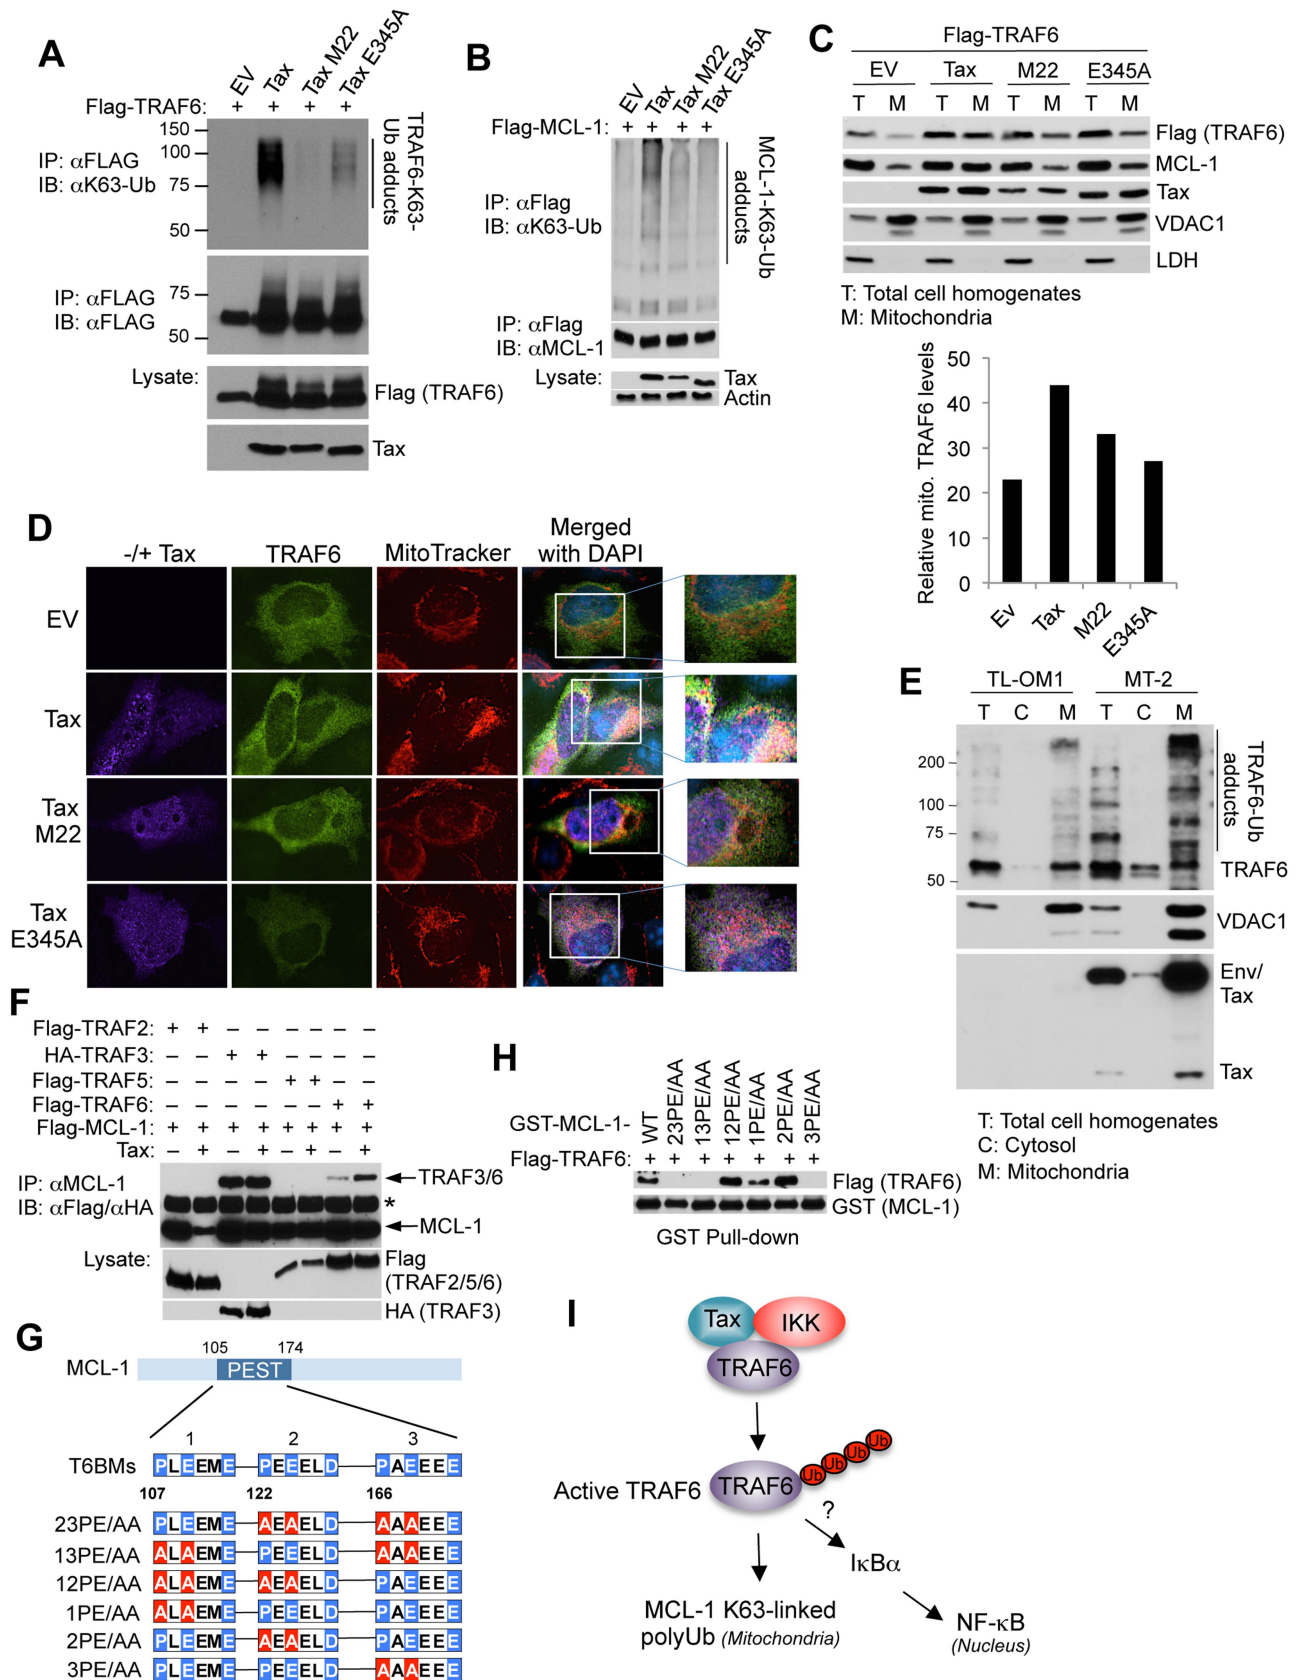 A
EV
Tax
Tax M22
Tax E345A
Flag-TRAF6: + + + +
150
100
75
50
IP: αFLAG
IB: αK63-Ub
TRAF6-K63-
Ub adducts
75
50
IP: αFLAG
IB: αFLAG
Lysate:
Flag (TRAF6)
Tax
B
EV
Tax
Tax M22
Tax E345A
Flag-MCL-1: + + + +
IP: αFlag
IB: αK63-Ub
MCL-1-K63-Ub
adducts
IP: αFlag
IB: αMCL-1
Lysate:
Tax
Actin
C
Flag-TRAF6
EV Tax M22 E345A
T M T M T M T M
Flag (TRAF6)
MCL-1
Tax
VDAC1
LDH
T: Total cell homogenates
M: Mitochondria
Relative mito. TRAF6 levels
50
40
30
20
10
0
Ev
Tax
M22
E345A
D
-/+ Tax
TRAF6
MitoTracker
Merged
with DAPI
EV
Tax
Tax
M22
Tax
E345A
E
TL-OM1 MT-2
T C M T C M
200
100
75
50
TRAF6-Ub
adducts
TRAF6
VDAC1
Env/
Tax
Tax
T: Total cell homogenates
C: Cytosol
M: Mitochondria
F
Flag-TRAF2: + + – – – – – –
HA-TRAF3: – – + + – – – –
Flag-TRAF5: – – – – + + – –
Flag-TRAF6: – – – – – – + +
Flag-MCL-1: + + + + + + + +
Tax: – + – + – + – +
IP: αMCL-1
IB: αFlag/αHA
TRAF3/6
*
MCL-1
Lysate:
Flag
(TRAF2/5/6)
HA (TRAF3)
G
105 174
MCL-1
PEST
1 2 3
T6BMs PLEEME PEEELD PAEEEE
107 122 166
23PE/AA PLEEME AEAELD AAAEEE
13PE/AA ALAEME PEEELD AAAEEE
12PE/AA ALAEME AEAELD PAEEEE
1PE/AA ALAEME PEEELD PAEEEE
2PE/AA PLEEME AEAELD PAEEEE
3PE/AA PLEEME PEEELD AAAEEE
H
GST-MCL-1-
WT
23PE/AA
13PE/AA
12PE/AA
1PE/AA
2PE/AA
3PE/AA
Flag-TRAF6: + + + + + + +
Flag (TRAF6)
GST (MCL-1)
GST Pull-down
I
Tax IKK
TRAF6
Active TRAF6
TRAF6
Ub Ub Ub Ub
?
IκBα
MCL-1 K63-linked
polyUb (Mitochondria)
NF-κB
(Nucleus)